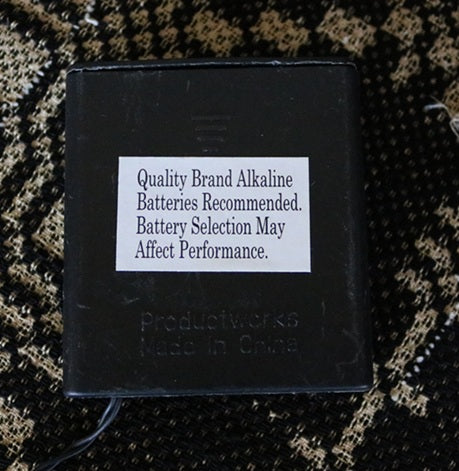 Quality Brand Alkaline
Batteries Recommended.
Battery Selection May
Affect Performance.
Productworks
Made In China